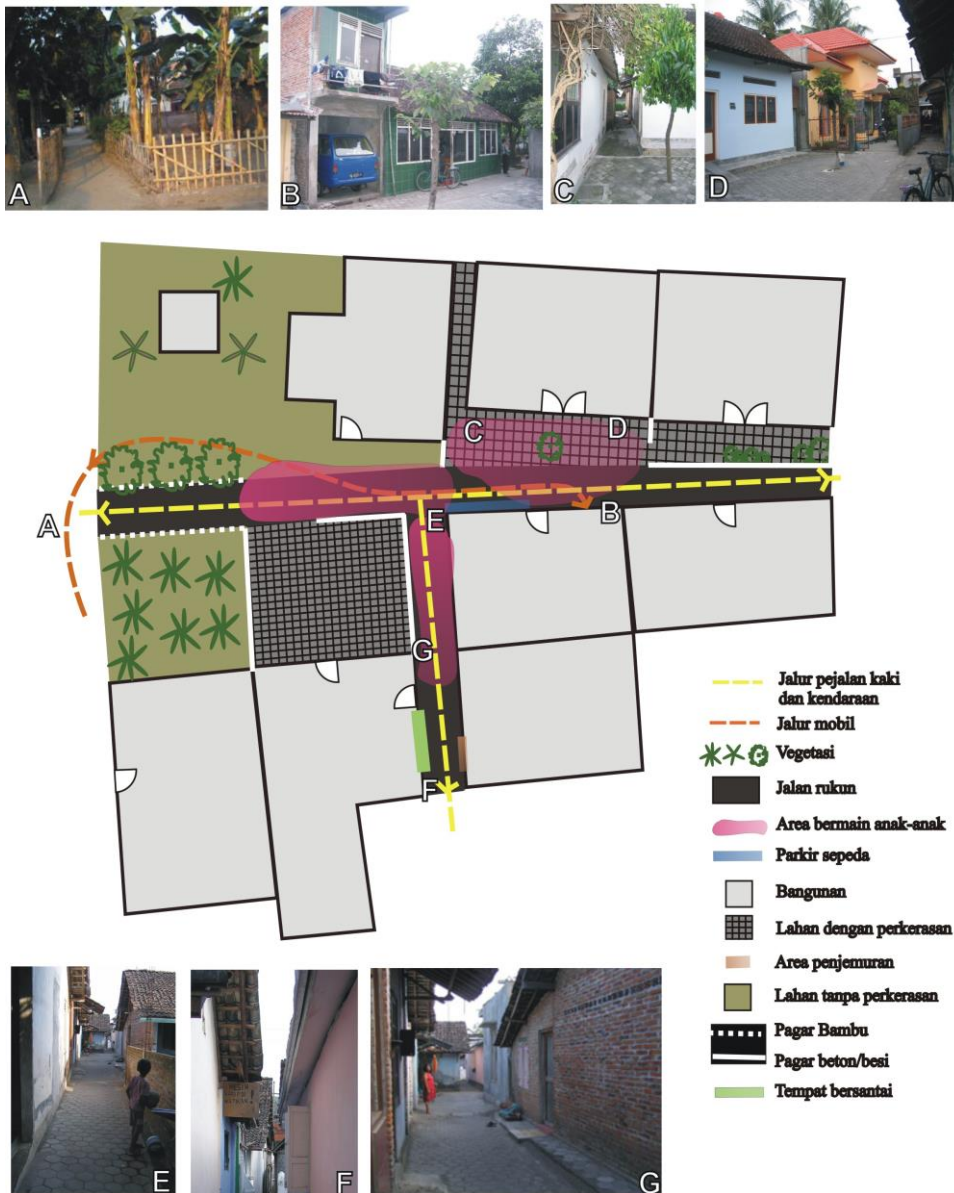 A
B
C
D
C
D
A
E
B
G
F
Jalur pejalan kaki
dan kendaraan
Jalur mobil
Vegetasi
Jalan rukun
Area bermain anak-anak
Parkir sepeda
Bangunan
Lahan dengan perkerasan
Area penjemuran
Lahan tanpa perkerasan
Pagar Bambu
Pagar beton/besi
Tempat bersantai
E
F
G